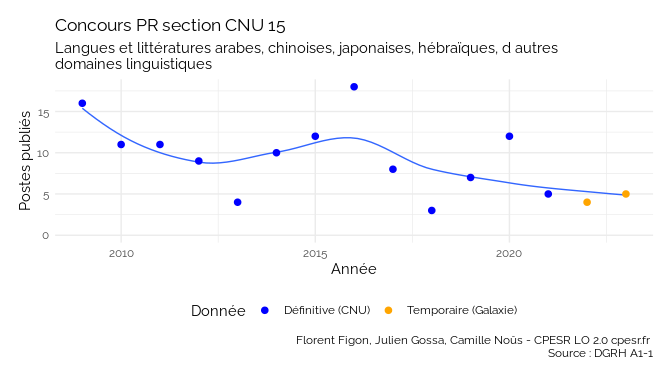 Concours PR section CNU 15
Langues et littératures arabes, chinoises, japonaises, hébraïques, d autres
domaines linguistiques
Postes publiés
15
10
5
0
2010 2015 2020
Année
Donnée Définitive (CNU) Temporaire (Galaxie)
Florent Figon, Julien Gossa, Camille Noûs - CPESR LO 2.0 cpesr.fr
Source : DGRH A1-1